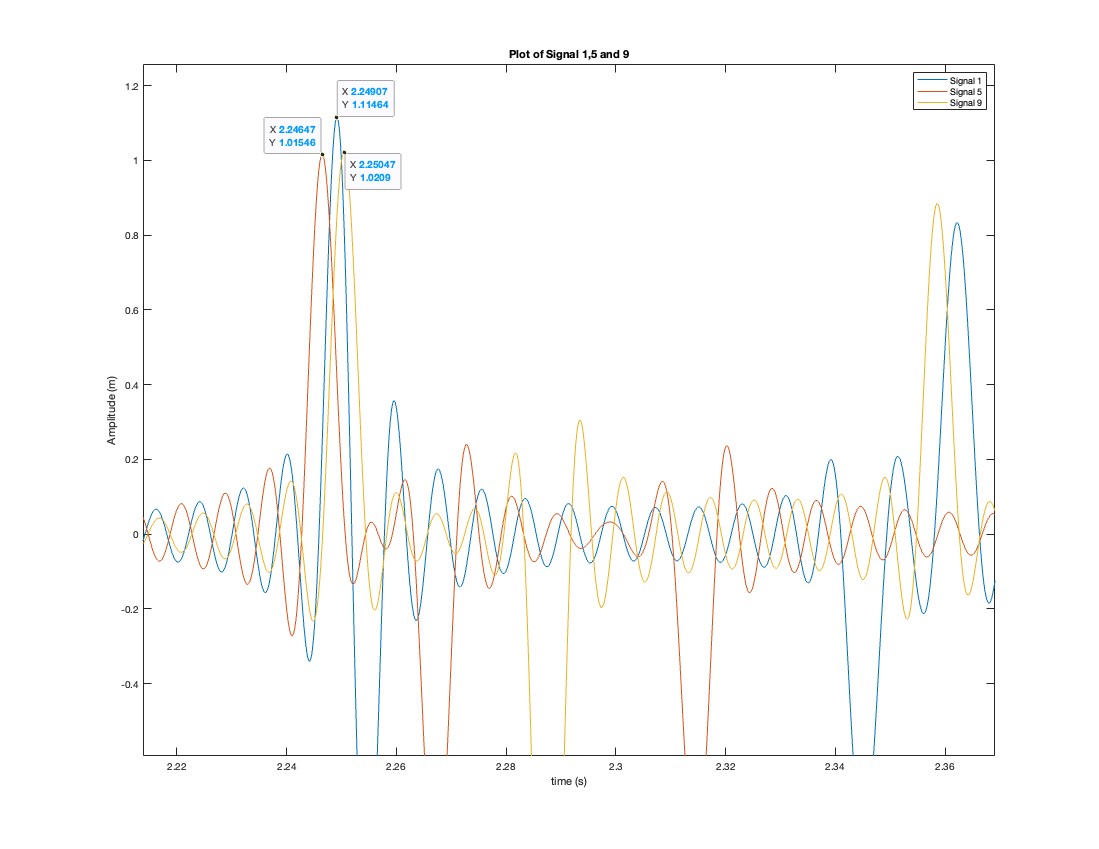 Plot of Signal 1,5 and 9
Signal 1
Signal 5
Signal 9
X 2.24907
Y 1.11464
X 2.24647
Y 1.01546
X 2.25047
Y 1.0209
1.2
1
0.8
0.6
0.4
0.2
0
-0.2
-0.4
Amplitude (m)
2.22
2.24
2.26
2.28
2.3
2.32
2.34
2.36
time (s)